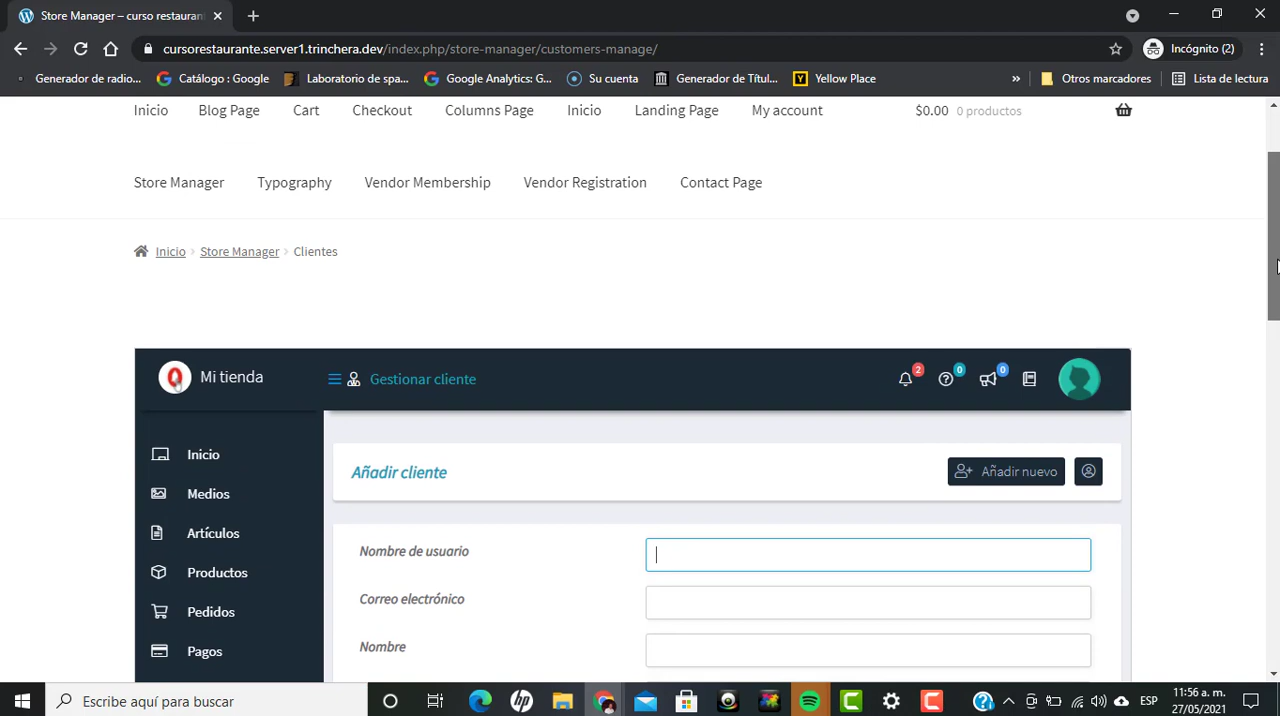 Store Manager – curso restauran
cursorestaurante.server1.trinchera.dev/index.php/store-manager/customers-manage/
Incógnito (2)
Generador de radio...
Catálogo : Google
Laboratorio de spa...
Google Analytics: G...
Su cuenta
Generador de Títul...
Yellow Place
»
Otros marcadores
Lista de lectura
Inicio
Blog Page
Cart
Checkout
Columns Page
Inicio
Landing Page
My account
$0.00 0 productos
Store Manager
Typography
Vendor Membership
Vendor Registration
Contact Page
Inicio > Store Manager > Clientes
Mi tienda
Gestionar cliente
2
0
0
Inicio
Medios
Artículos
Productos
Pedidos
Pagos
Añadir cliente
Añadir nuevo
Nombre de usuario
Correo electrónico
Nombre
Escribe aquí para buscar
hp
ESP
11:56 a. m.
27/05/2021